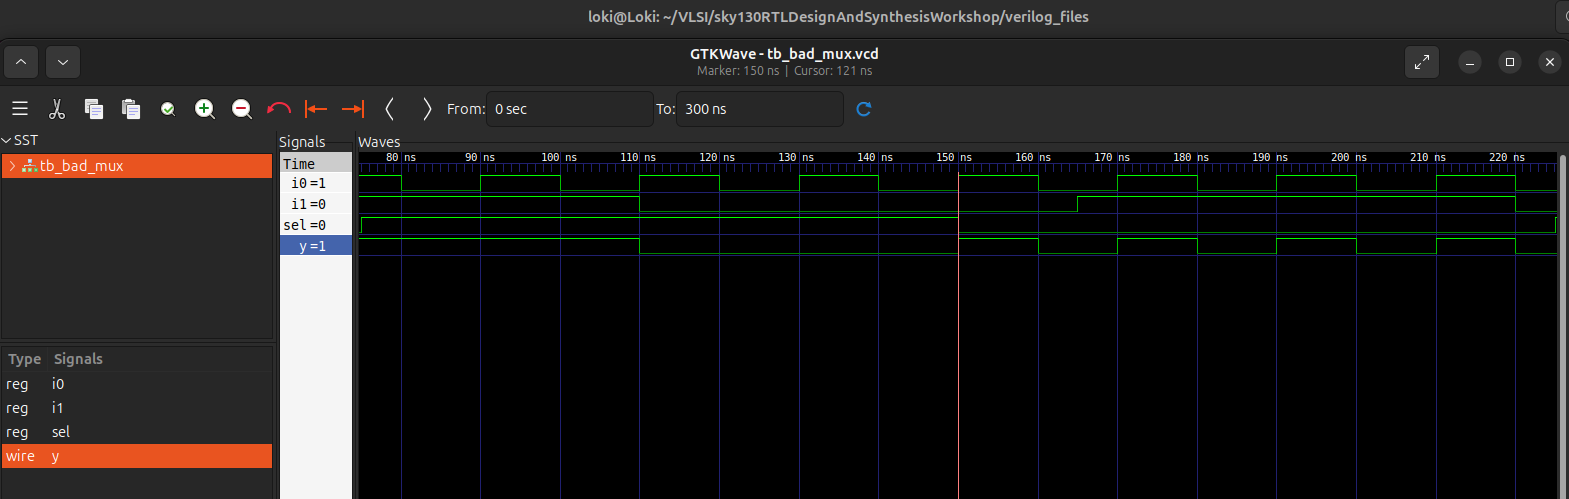 loki@Loki: ~/VLSI/sky130RTLDesignAndSynthesisWorkshop/verilog_files
GTKWave - tb_bad_mux.vcd
Marker: 150 ns | Cursor: 121 ns
From: 0 sec To: 300 ns
SST
tb_bad_mux
Type Signals
reg i0
reg i1
reg sel
wire y
Signals
Time
i0 =1
i1 =0
sel =0
y =1
Waves
80 ns 90 ns 100 ns 110 ns 120 ns 130 ns 140 ns 150 ns 160 ns 170 ns 180 ns 190 ns 200 ns 210 ns 220 ns